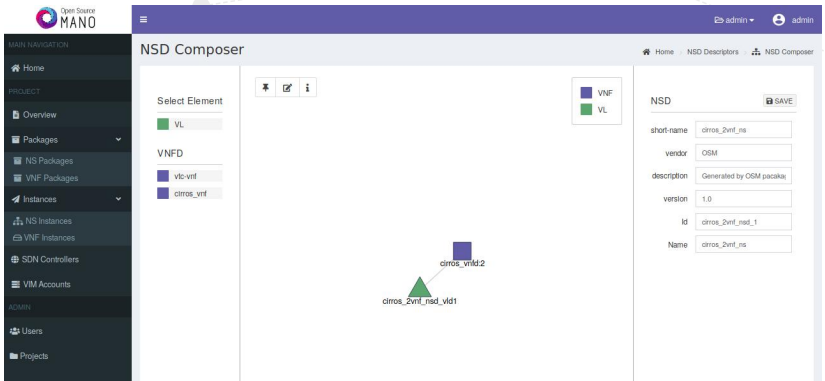 Open Source
MANO
admin
admin
MAIN NAVIGATION
Home
PROJECT
Overview
Packages
NS Packages
VNF Packages
Instances
NS Instances
VNF Instances
SDN Controllers
VIM Accounts
ADMIN
Users
Projects
NSD Composer
Home
NSD Descriptors
NSD Composer
Select Element
VL
VNFD
vtc-vnf
cirros_vnf
i
VNF
VL
cirros_vnfd:2
cirros_2vnf_nsd_vld1
NSD
SAVE
short-name cirros_2vnf_ns
vendor OSM
description Generated by OSM pacakag
version 1.0
Id cirros_2vnf_nsd_1
Name cirros_2vnf_ns